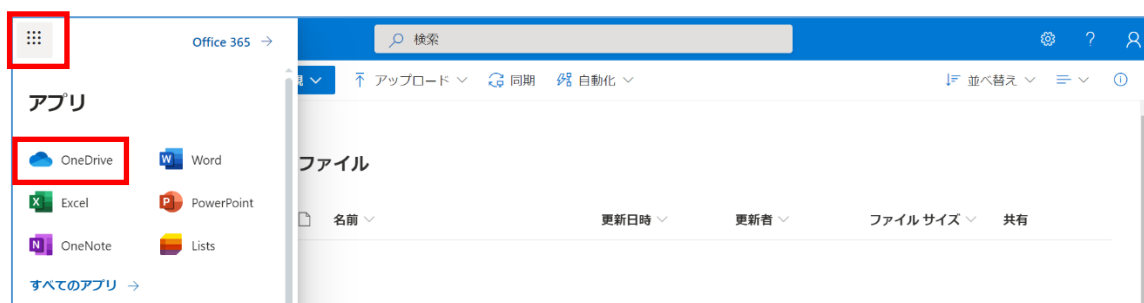 Office 365 →
検索
?
規
アップロード
同期
自動化
並べ替え
アプリ
OneDrive
Word
Excel
PowerPoint
OneNote
Lists
すべてのアプリ →
ファイル
名前
更新日時
更新者
ファイル サイズ
共有